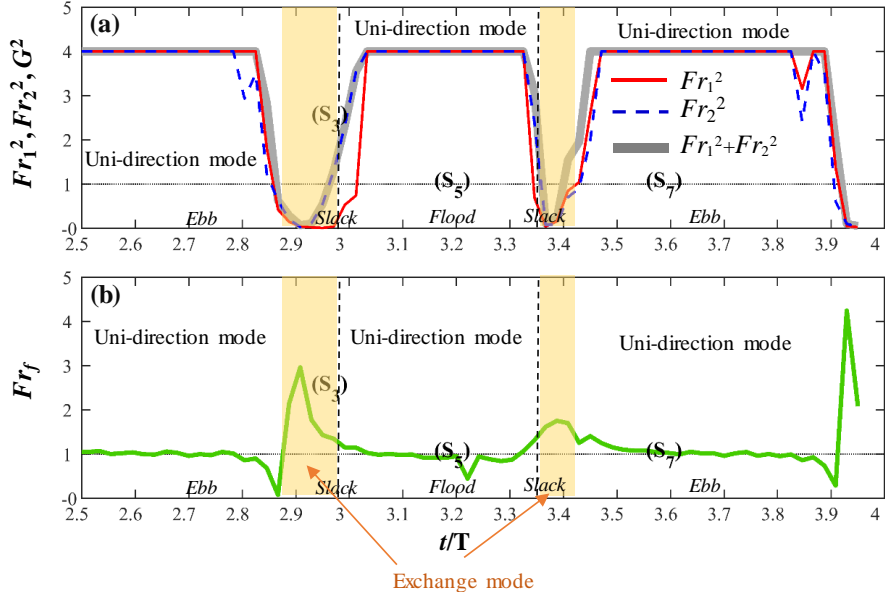 Uni-direction mode
Uni-direction mode
5
(a)
4
Fr₁²
3
Fr₂²
(S₃)
2
Fr₁²+Fr₂²
Uni-direction mode
1
(S₅)
(S₇)
Ebb
Slack
Flood
Slack
Ebb
-0
2.5 2.6 2.7 2.8 2.9 3 3.1 3.2 3.3 3.4 3.5 3.6 3.7 3.8 3.9 4
Fr₁², Fr₂², G²
5
(b)
4
Uni-direction mode
Uni-direction mode
Uni-direction mode
3
(S₃)
2
1
(S₅)
(S₇)
Ebb
Slack
Flood
Slack
Ebb
-0
2.5 2.6 2.7 2.8 2.9 3 3.1 3.2 3.3 3.4 3.5 3.6 3.7 3.8 3.9 4
Fr_f
t/T
Exchange mode